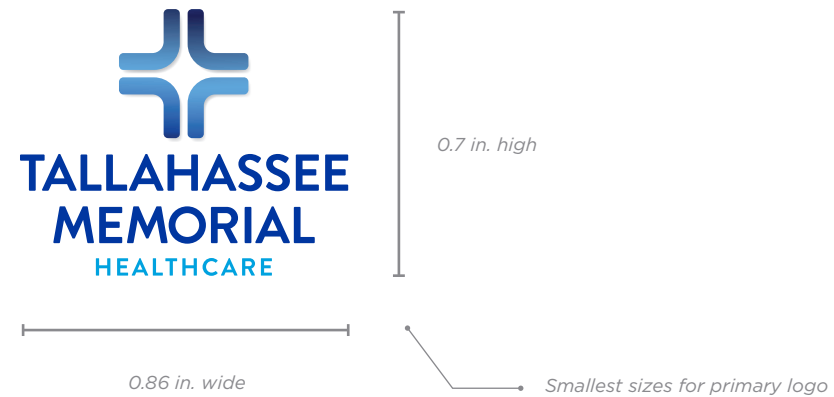 TALLAHASSEE
MEMORIAL
HEALTHCARE
0.7 in. high
0.86 in. wide
Smallest sizes for primary logo